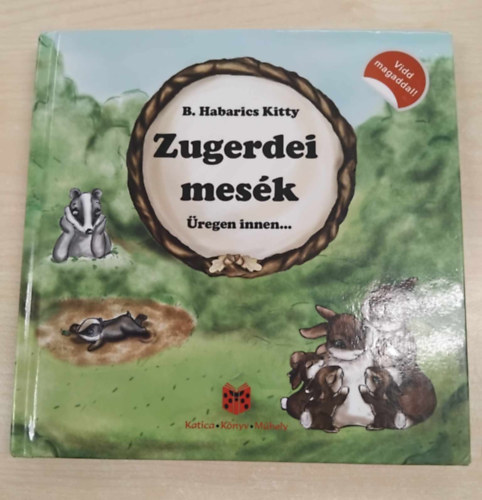 Vidd
magaddal!
B. Habarics Kitty
Zugerdei
mesék
Üregen innen...
Katica • Könyv • Műhely